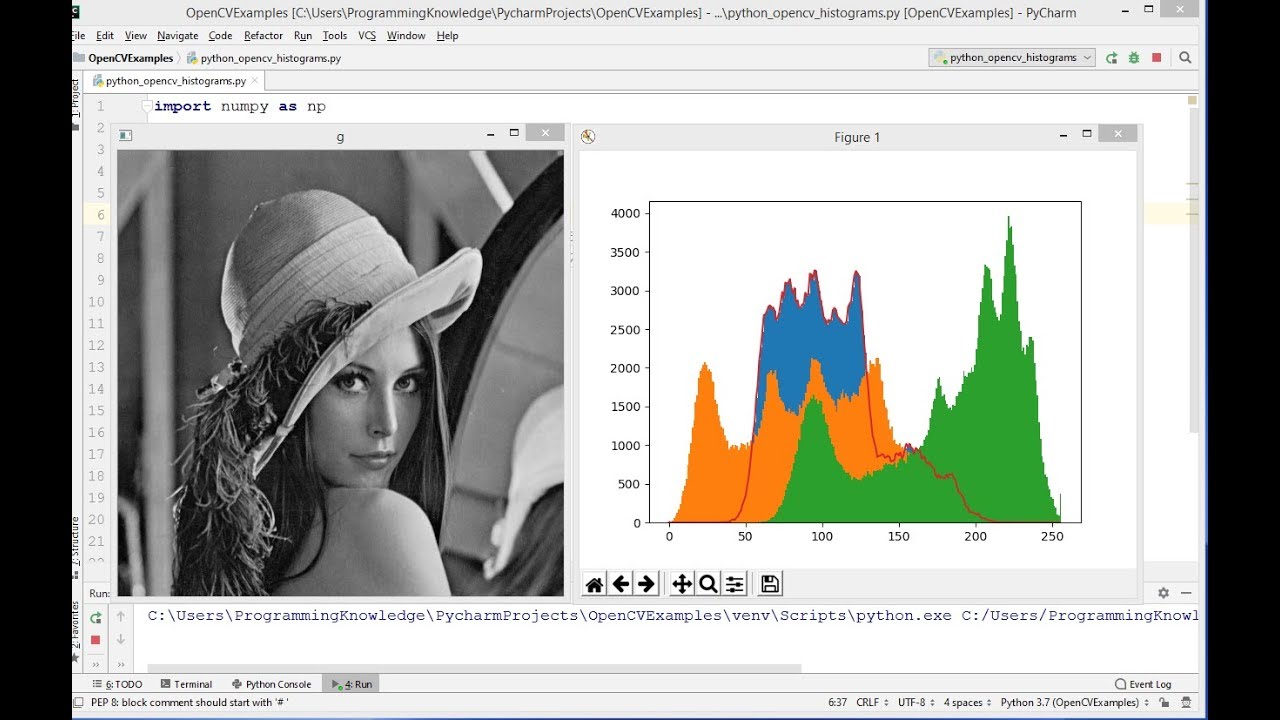 OpenCVExamples [C:\Users\ProgrammingKnowledge\PyCharmProjects\OpenCVExamples] - ...\python_opencv_histograms.py [OpenCVExamples] - PyCharm
ile Edit View Navigate Code Refactor Run Tools VCS Window Help
OpenCVExamples python_opencv_histograms.py
python_opencv_histograms
python_opencv_histograms.py
1: Project
1 import numpy as np
2
3
4
5
6
7
8
9
10
11
12
13
14
15
16
17
18
19
20
21
g
Figure 1
4000
3500
3000
2500
2000
1500
1000
500
0
0 50 100 150 200 250
7: Structure
2: Favorites
Run:
C:\Users\ProgrammingKnowledge\PycharmProjects\OpenCVExamples\venv\Scripts\python.exe C:/Users/ProgrammingKnowl
6: TODO Terminal Python Console 4: Run Event Log
PEP 8: block comment should start with '# ' 6:37 CRLF UTF-8 4 spaces Python 3.7 (OpenCVExamples)